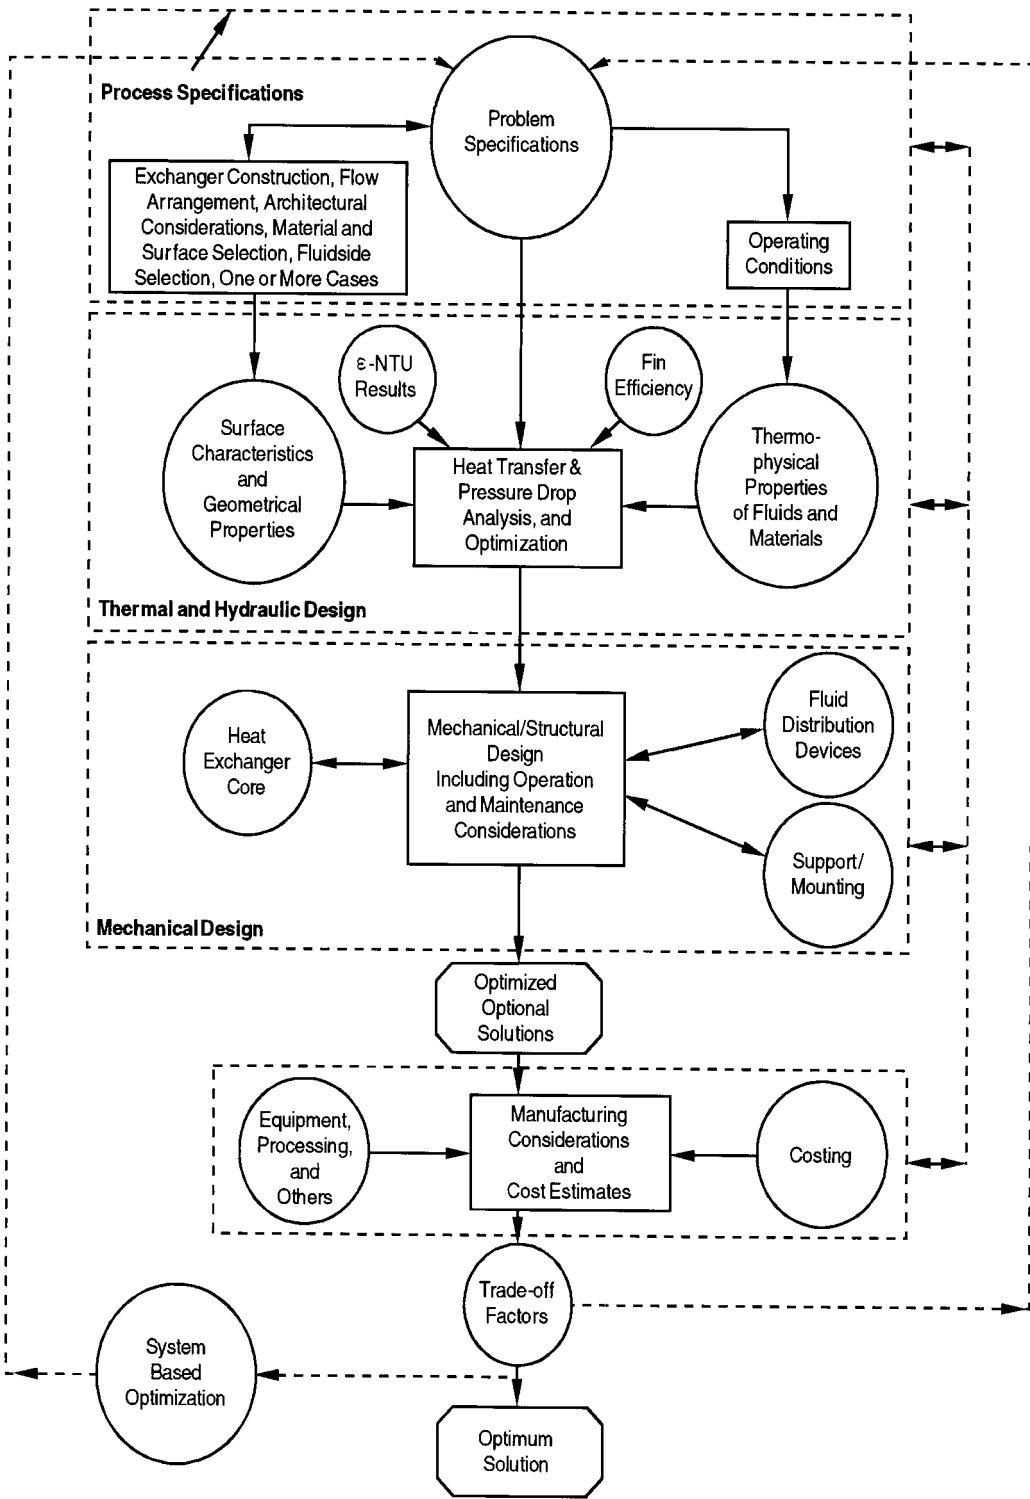 Process Specifications
Problem
Specifications
Exchanger Construction, Flow
Arrangement, Architectural
Considerations, Material and
Surface Selection, Fluidside
Selection, One or More Cases
Operating
Conditions
ε-NTU
Results
Fin
Efficiency
Surface
Characteristics
and
Geometrical
Properties
Heat Transfer &
Pressure Drop
Analysis, and
Optimization
Thermo-
physical
Properties
of Fluids and
Materials
Thermal and Hydraulic Design
Heat
Exchanger
Core
Mechanical/Structural
Design
Including Operation
and Maintenance
Considerations
Fluid
Distribution
Devices
Support/
Mounting
Mechanical Design
Optimized
Optional
Solutions
Equipment,
Processing,
and
Others
Manufacturing
Considerations
and
Cost Estimates
Costing
Trade-off
Factors
System
Based
Optimization
Optimum
Solution